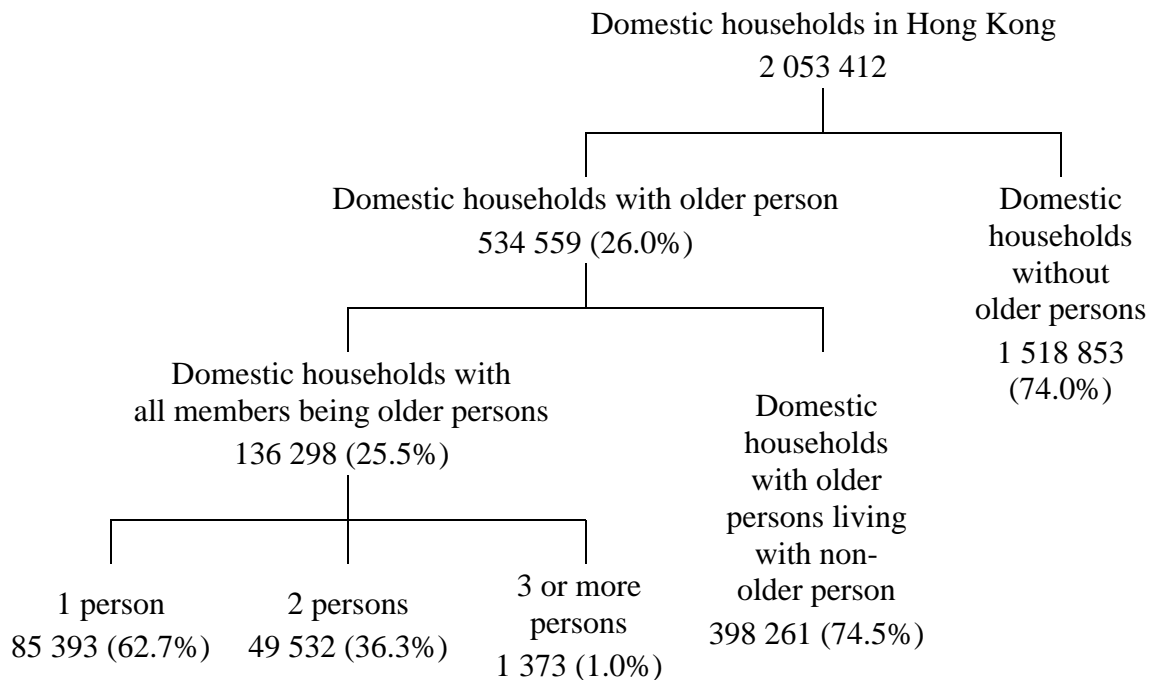 Domestic households in Hong Kong
2 053 412
Domestic households with older person
534 559 (26.0%)
Domestic
households
without
older persons
1 518 853
(74.0%)
Domestic households with
all members being older persons
136 298 (25.5%)
Domestic
households
with older
persons living
with non-
older person
398 261 (74.5%)
1 person
85 393 (62.7%)
2 persons
49 532 (36.3%)
3 or more
persons
1 373 (1.0%)